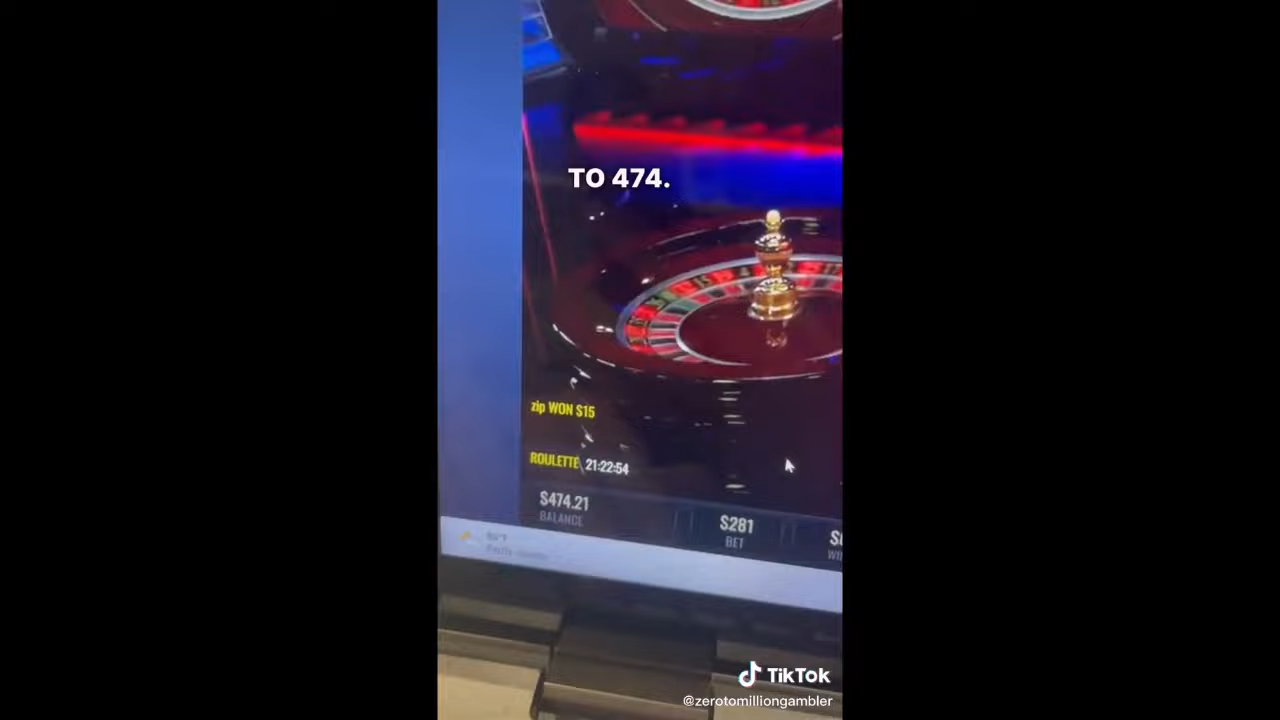 TO 474.
zip WON $15
ROULETTE 21:22:54
$474.21
BALANCE
$281
BET
TikTok
@zerotomilliongambler